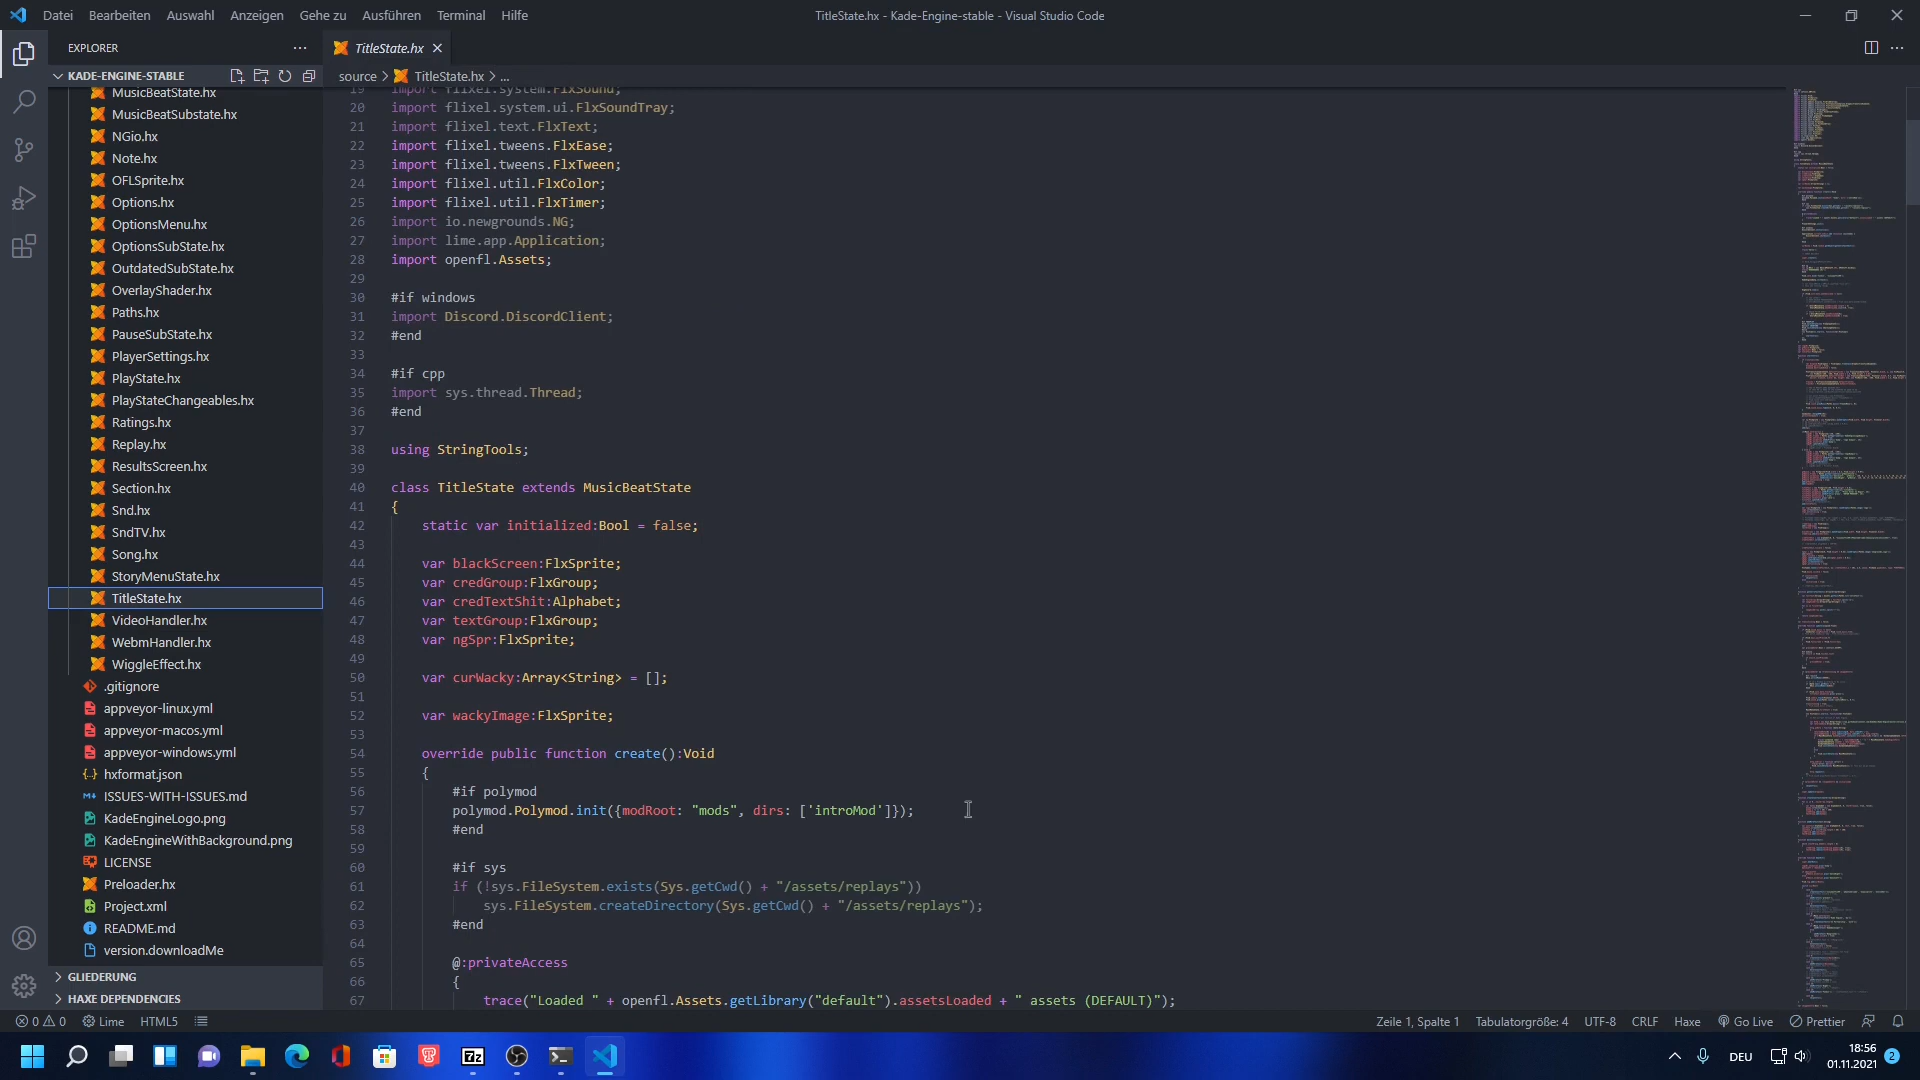 Datei Bearbeiten Auswahl Anzeigen Gehe zu Ausführen Terminal Hilfe
TitleState.hx - Kade-Engine-stable - Visual Studio Code
EXPLORER
KADE-ENGINE-STABLE
MusicBeatState.hx
MusicBeatSubstate.hx
NGio.hx
Note.hx
OFLSprite.hx
Options.hx
OptionsMenu.hx
OptionsSubState.hx
OutdatedSubState.hx
OverlayShader.hx
Paths.hx
PauseSubState.hx
PlayerSettings.hx
PlayState.hx
PlayStateChangeables.hx
Ratings.hx
Replay.hx
ResultsScreen.hx
Section.hx
Snd.hx
SndTV.hx
Song.hx
StoryMenuState.hx
TitleState.hx
VideoHandler.hx
WebmHandler.hx
WiggleEffect.hx
.gitignore
appveyor-linux.yml
appveyor-macos.yml
appveyor-windows.yml
hxformat.json
ISSUES-WITH-ISSUES.md
KadeEngineLogo.png
KadeEngineWithBackground.png
LICENSE
Preloader.hx
Project.xml
README.md
version.downloadMe
GLIEDERUNG
HAXE DEPENDENCIES
TitleState.hx
source > TitleState.hx > ...
19 import flixel.system.FlxSound;
20 import flixel.system.ui.FlxSoundTray;
21 import flixel.text.FlxText;
22 import flixel.tweens.FlxEase;
23 import flixel.tweens.FlxTween;
24 import flixel.util.FlxColor;
25 import flixel.util.FlxTimer;
26 import io.newgrounds.NG;
27 import lime.app.Application;
28 import openfl.Assets;
29
30 #if windows
31 import Discord.DiscordClient;
32 #end
33
34 #if cpp
35 import sys.thread.Thread;
36 #end
37
38 using StringTools;
39
40 class TitleState extends MusicBeatState
41 {
42 static var initialized:Bool = false;
43
44 var blackScreen:FlxSprite;
45 var credGroup:FlxGroup;
46 var credTextShit:Alphabet;
47 var textGroup:FlxGroup;
48 var ngSpr:FlxSprite;
49
50 var curWacky:Array<String> = [];
51
52 var wackyImage:FlxSprite;
53
54 override public function create():Void
55 {
56 #if polymod
57 polymod.Polymod.init({modRoot: "mods", dirs: ['introMod']});
58 #end
59
60 #if sys
61 if (!sys.FileSystem.exists(Sys.getCwd() + "/assets/replays"))
62 sys.FileSystem.createDirectory(Sys.getCwd() + "/assets/replays");
63 #end
64
65 @:privateAccess
66 {
67 trace("Loaded " + openfl.Assets.getLibrary("default").assetsLoaded + " assets (DEFAULT)");
0 0 Lime HTML5
Zeile 1, Spalte 1 Tabulatorgröße: 4 UTF-8 CRLF Haxe Go Live Prettier
7z
DEU
18:56
01.11.2021
2